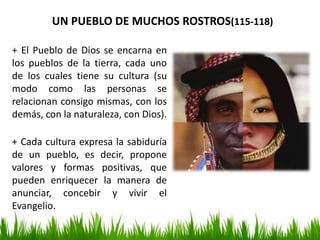 UN PUEBLO DE MUCHOS ROSTROS(115-118)
+ El Pueblo de Dios se encarna en
los pueblos de la tierra, cada uno
de los cuales tiene su cultura (su
modo como las personas se
relacionan consigo mismas, con los
demás, con la naturaleza, con Dios).
+ Cada cultura expresa la sabiduría
de un pueblo, es decir, propone
valores y formas positivas, que
pueden enriquecer la manera de
anunciar, concebir y vivir el
Evangelio.